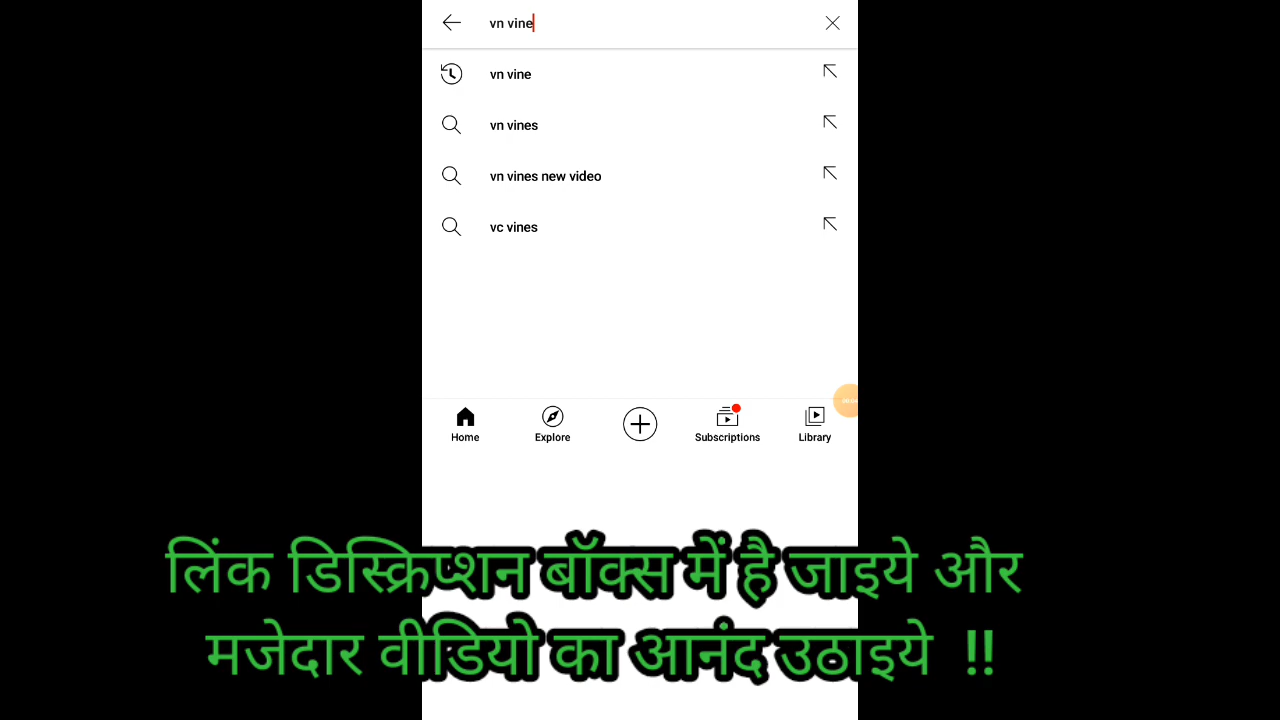 vn vine
vn vine
vn vines
vn vines new video
vc vines
Home
Explore
Subscriptions
Library
लिंक डिस्क्रिप्शन बॉक्स में है जाइये और
मजेदार वीडियो का आनंद उठाइये !!